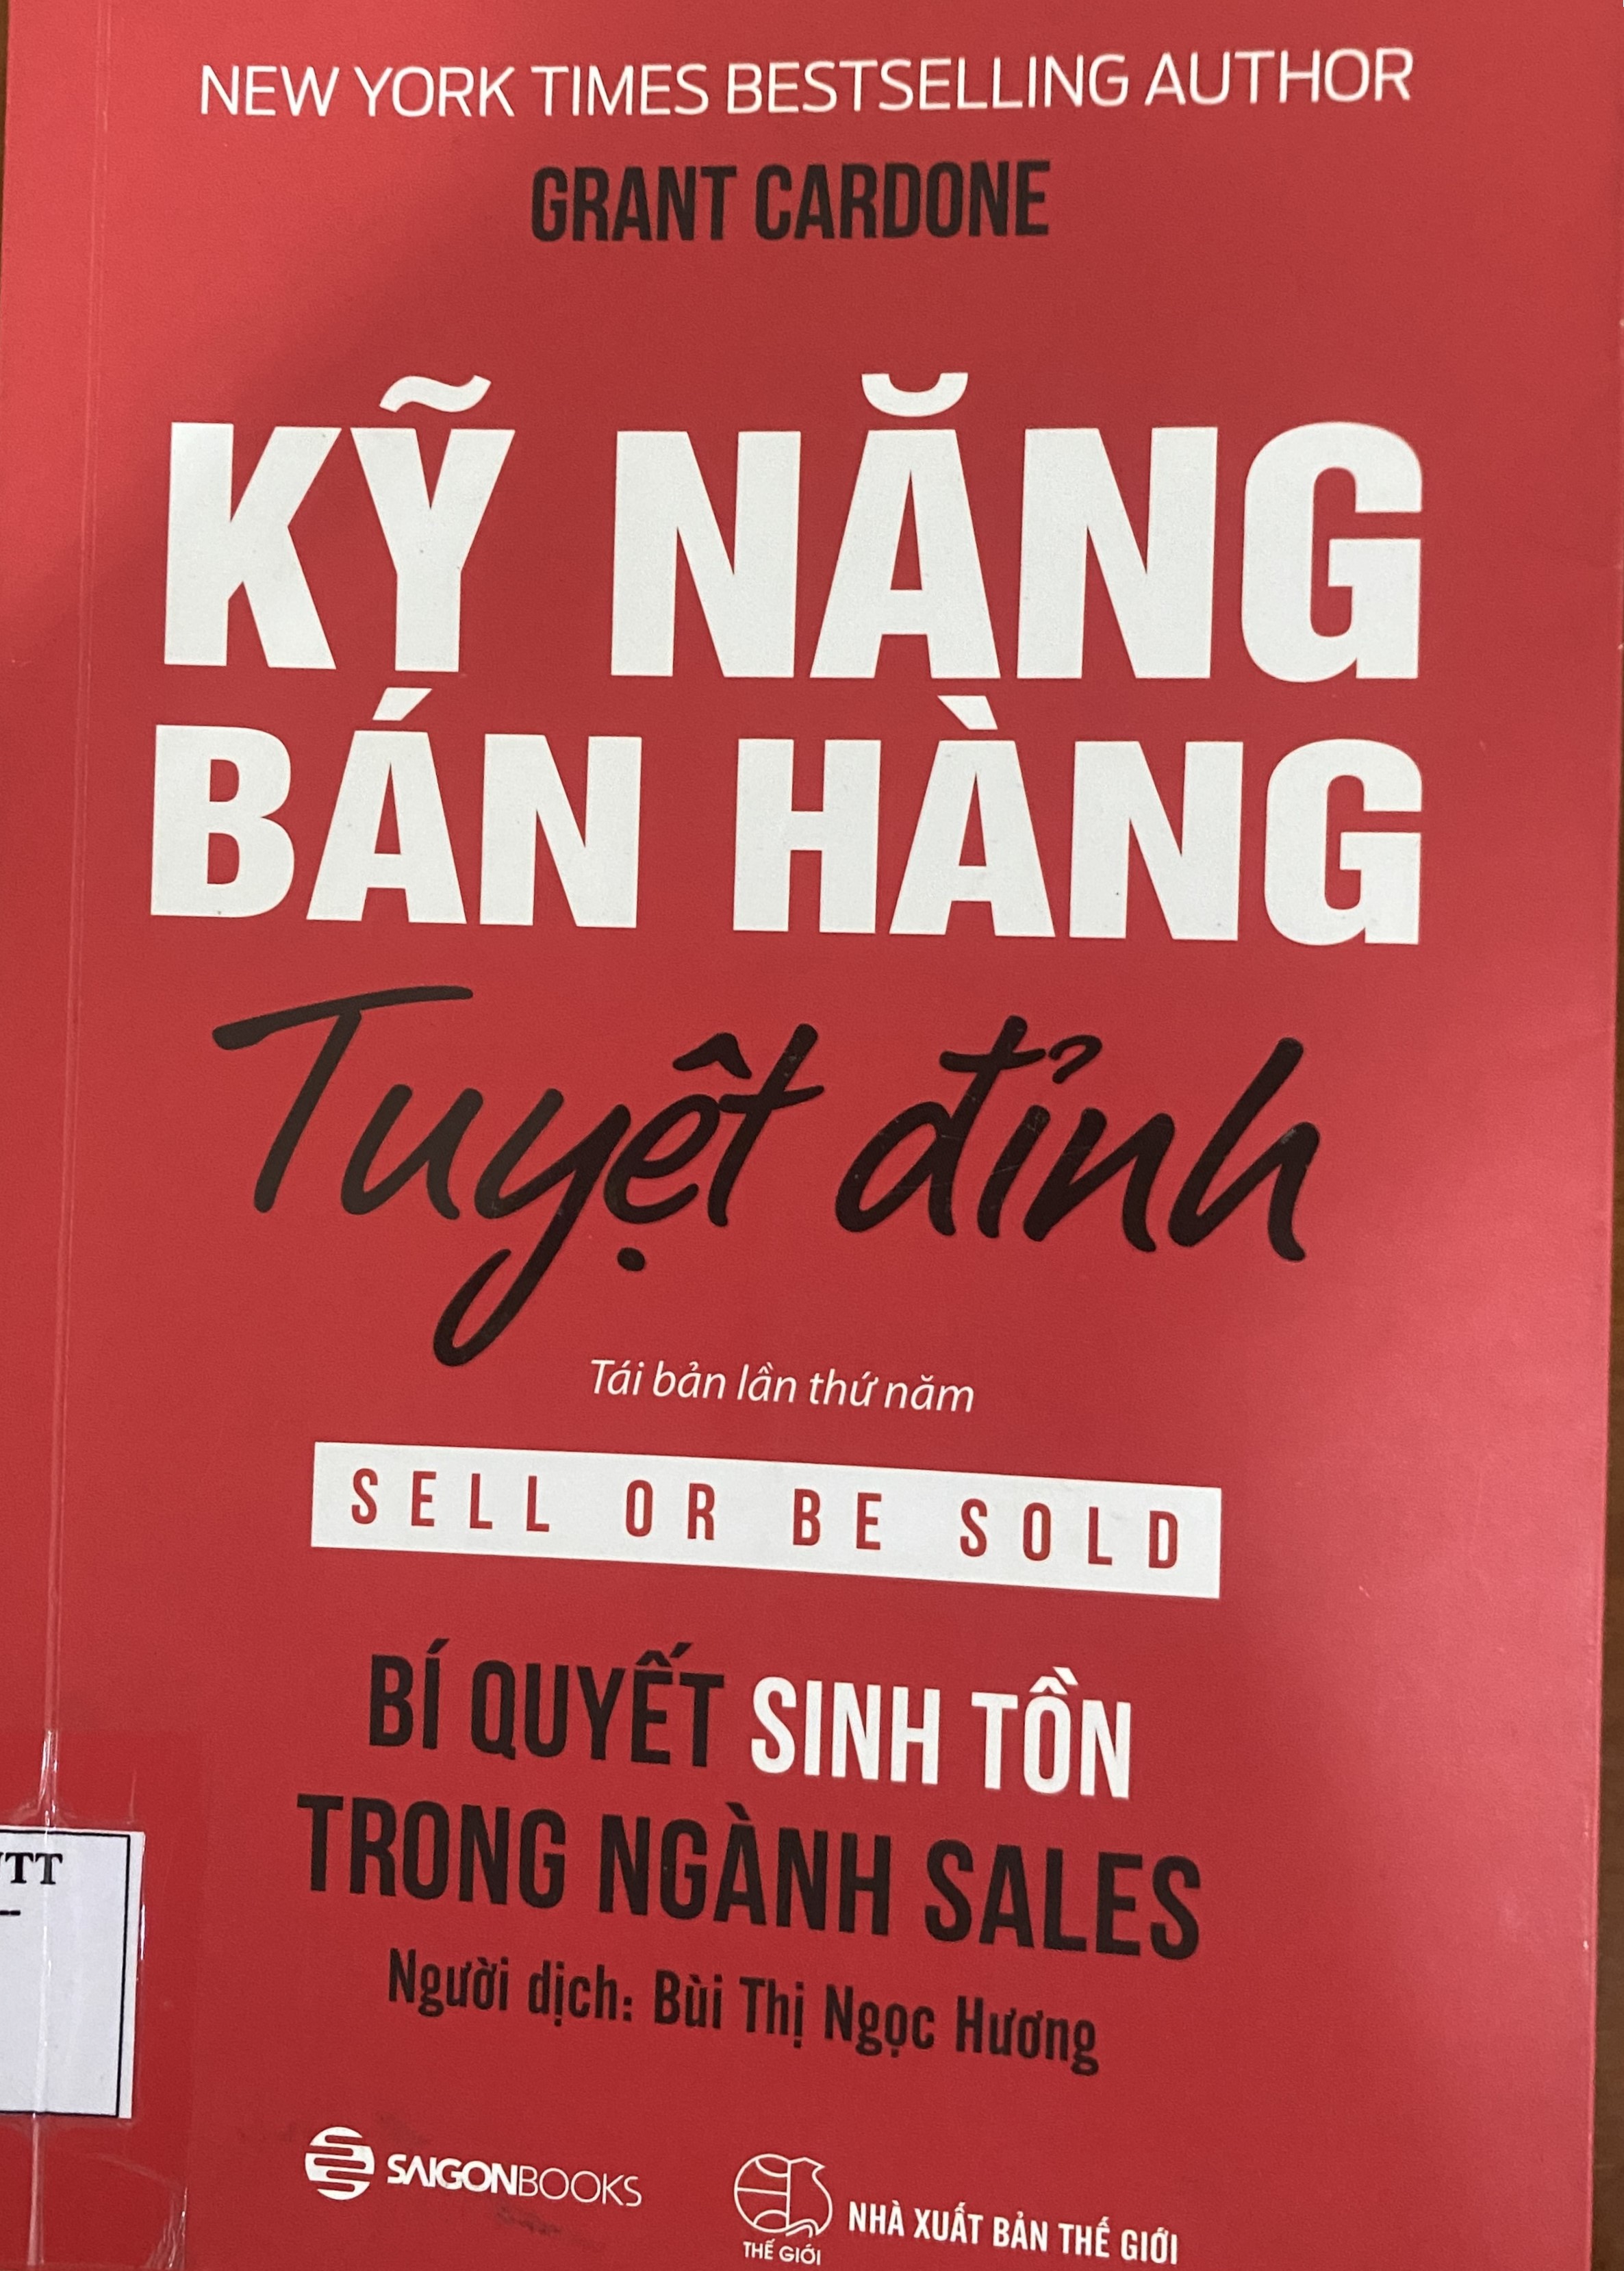 NEW YORK TIMES BESTSELLING AUTHOR
GRANT CARDONE
KỸ NĂNG
BÁN HÀNG
Tuyệt đỉnh
Tái bản lần thứ năm
SELL OR BE SOLD
BÍ QUYẾT SINH TỒN
TRONG NGÀNH SALES
Người dịch: Bùi Thị Ngọc Hương
SAIGONBOOKS
THẾ GIỚI
NHÀ XUẤT BẢN THẾ GIỚI